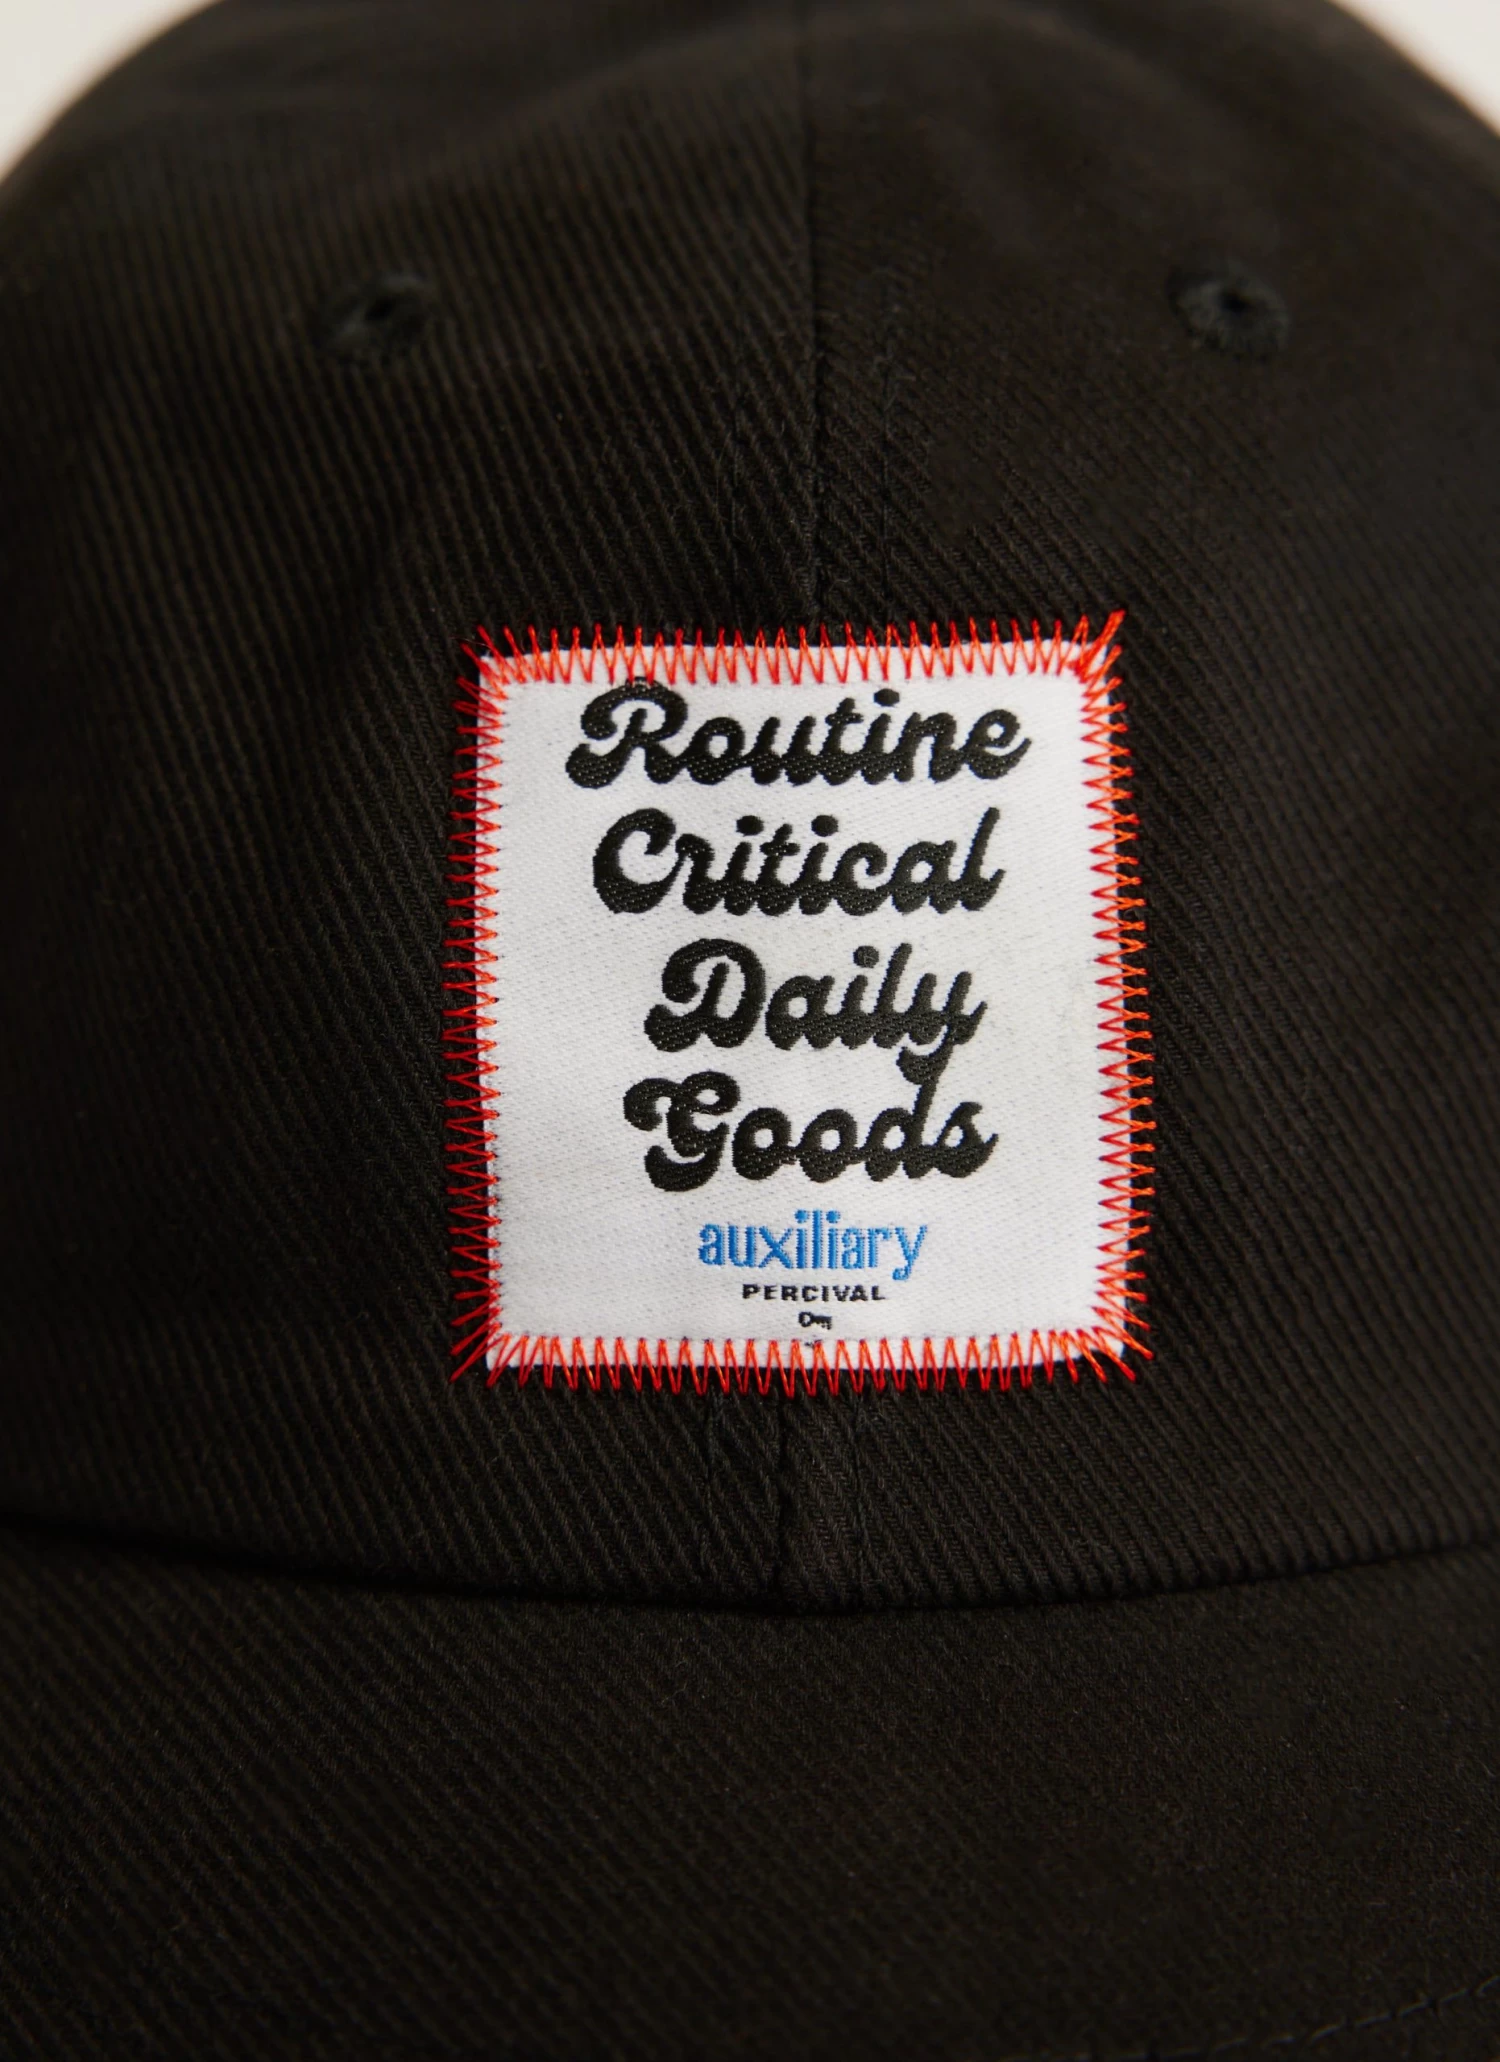 Routine
Critical
Daily
Goods
auxiliary
PERCIVAL